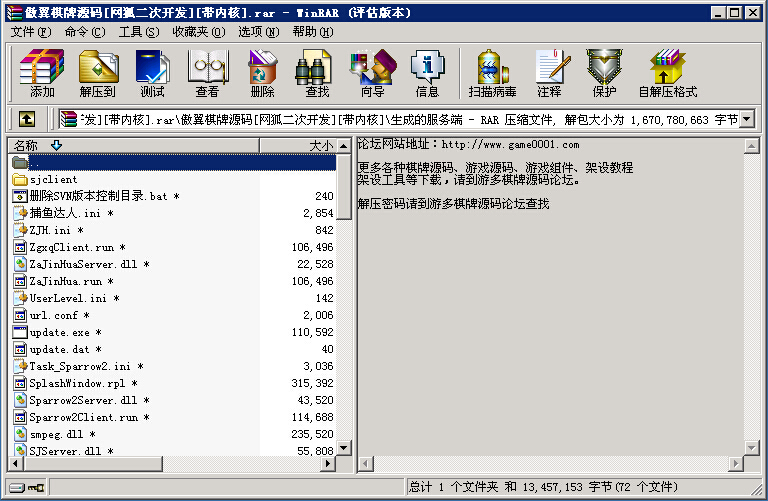 傲翼棋牌源码[网狐二次开发][带内核].rar - WinRAR (评估版本)
文件(F) 命令(C) 工具(S) 收藏夹(O) 选项(N) 帮助(H)
添加 解压到 测试 查看 删除 查找 向导 信息 扫描病毒 注释 保护 自解压格式
发][带内核].rar\傲翼棋牌源码[网狐二次开发][带内核]\生成的服务端 - RAR 压缩文件, 解包大小为 1,670,780,663 字节
名称 大小
..
sjclient
删除SVN版本控制目录.bat * 240
捕鱼达人.ini * 2,854
ZJH.ini * 842
ZgxqClient.run * 106,496
ZaJinHuaServer.dll * 22,528
ZaJinHua.run * 106,496
UserLevel.ini * 142
url.conf * 2,006
update.exe * 110,592
update.dat * 40
Task_Sparrow2.ini * 3,036
SplashWindow.rpl * 315,392
Sparrow2Server.dll * 43,520
Sparrow2Client.run * 114,688
smpeg.dll * 235,520
SJServer.dll * 55,808
论坛网站地址：http://www.game0001.com
更多各种棋牌源码、游戏源码、游戏组件、架设教程
架设工具等下载，请到游多棋牌源码论坛。
解压密码请到游多棋牌源码论坛查找
总计 1 个文件夹 和 13,457,153 字节(72 个文件)